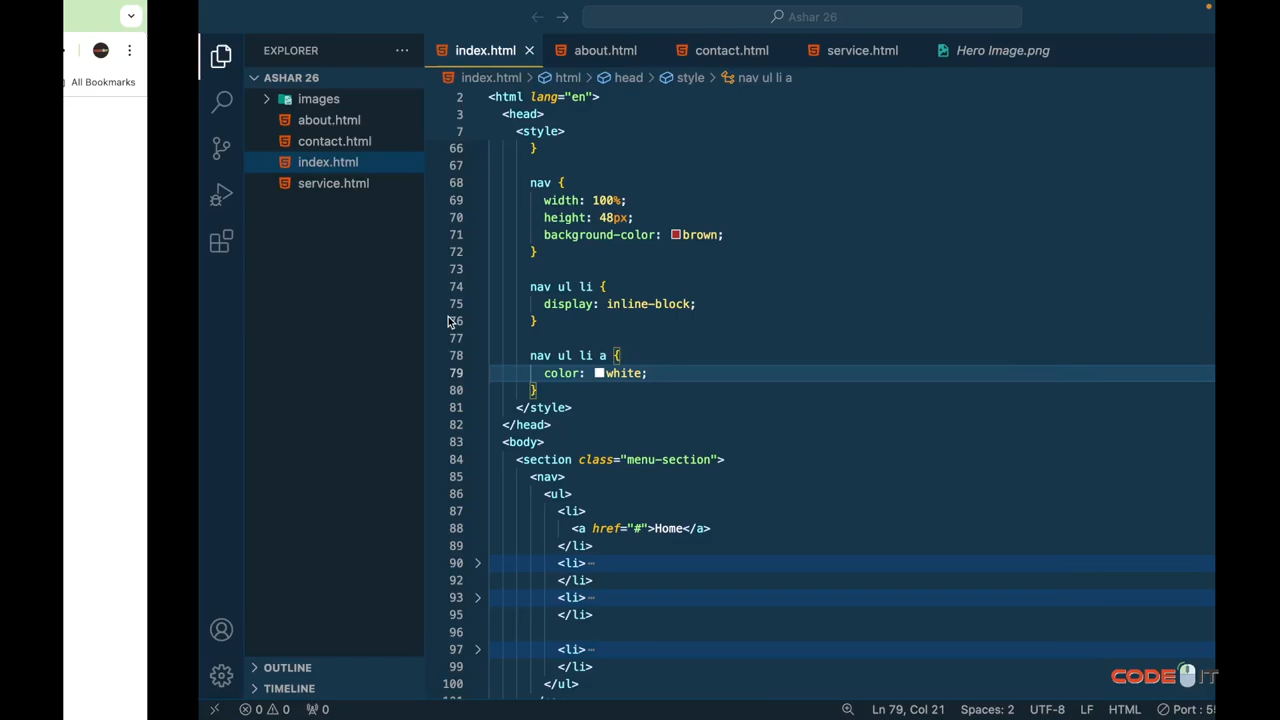 All Bookmarks
Ashar 26
EXPLORER
ASHAR 26
images
about.html
contact.html
index.html
service.html
OUTLINE
TIMELINE
index.html about.html contact.html service.html Hero Image.png
index.html > html > head > style > nav ul li a
2 <html lang="en">
3 <head>
7 <style>
66 }
67
68 nav {
69 width: 100%;
70 height: 48px;
71 background-color: brown;
72 }
73
74 nav ul li {
75 display: inline-block;
76 }
77
78 nav ul li a {
79 color: white;
80 }
81 </style>
82 </head>
83 <body>
84 <section class="menu-section">
85 <nav>
86 <ul>
87 <li>
88 <a href="#">Home</a>
89 </li>
90 <li>⋯
92 </li>
93 <li>⋯
95 </li>
96
97 <li>⋯
99 </li>
100 </ul>
CODE IT
0 0 0 Ln 79, Col 21 Spaces: 2 UTF-8 LF HTML Port : 55